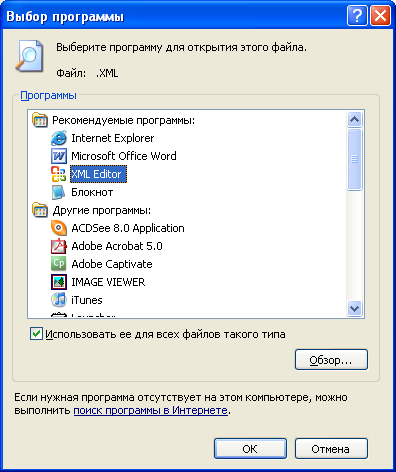 Выбор программы
Выберите программу для открытия этого файла.
Файл: .XML
Программы
Рекомендуемые программы:
Internet Explorer
Microsoft Office Word
XML Editor
Блокнот
Другие программы:
ACDSee 8.0 Application
Adobe Acrobat 5.0
Adobe Captivate
IMAGE VIEWER
iTunes
Использовать ее для всех файлов такого типа
Обзор...
Если нужная программа отсутствует на этом компьютере, можно
выполнить поиск программы в Интернете.
OK
Отмена